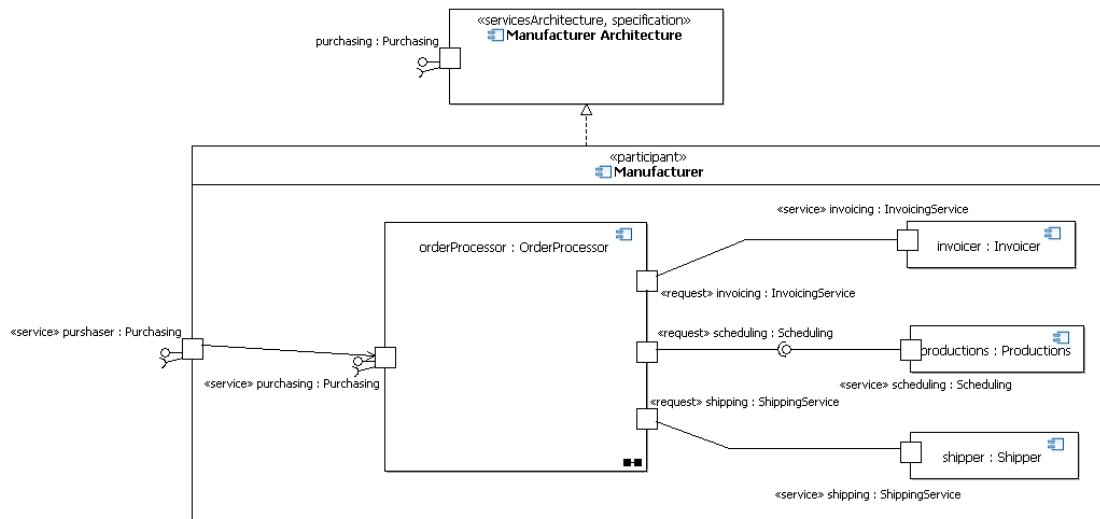 «servicesArchitecture, specification»
Manufacturer Architecture
purchasing : Purchasing
«participant»
Manufacturer
«service» invoicing : InvoicingService
orderProcessor : OrderProcessor
invoicer : Invoicer
«request» invoicing : InvoicingService
«service» purshaser : Purchasing
«request» scheduling : Scheduling
productions : Productions
«service» purchasing : Purchasing
«service» scheduling : Scheduling
«request» shipping : ShippingService
shipper : Shipper
«service» shipping : ShippingService